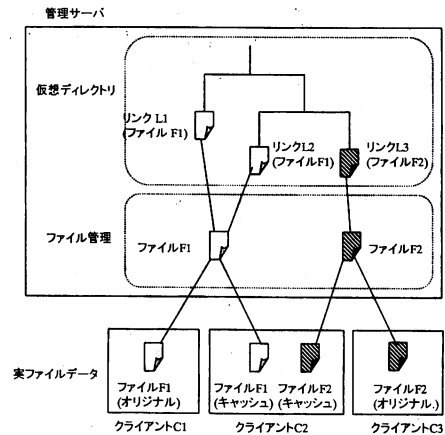 管理サーバ
仮想ディレクトリ
リンク L1
(ファイル F1)
リンクL2
(ファイルF1)
リンクL3
(ファイルF2)
ファイル管理
ファイルF1
ファイルF2
実ファイルデータ
ファイルF1
(オリジナル)
ファイルF1
(キャッシュ)
ファイルF2
(キャッシュ)
ファイルF2
(オリジナル.)
クライアントC1
クライアントC2
クライアントC3